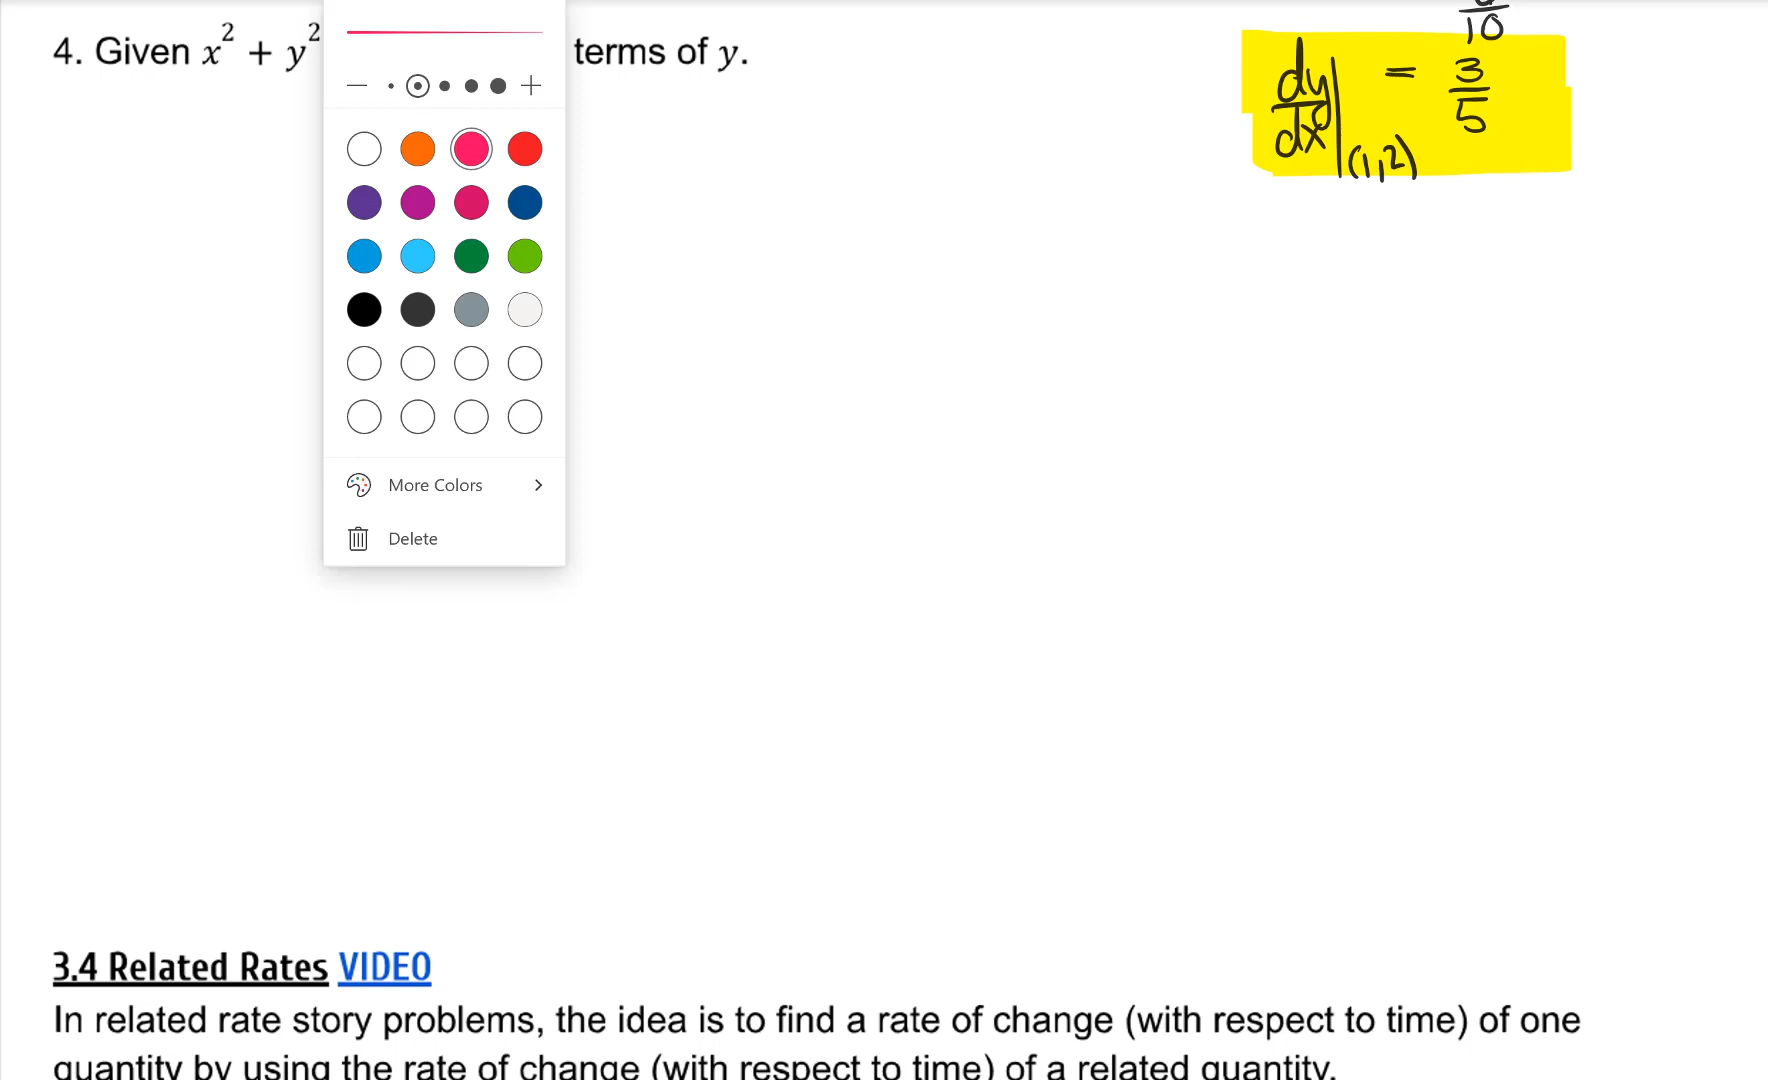 4. Given x² + y² terms of y.
10
dy/dx|(1,2) = 3/5
More Colors
Delete
3.4 Related Rates VIDEO
In related rate story problems, the idea is to find a rate of change (with respect to time) of one
quantity by using the rate of change (with respect to time) of a related quantity.